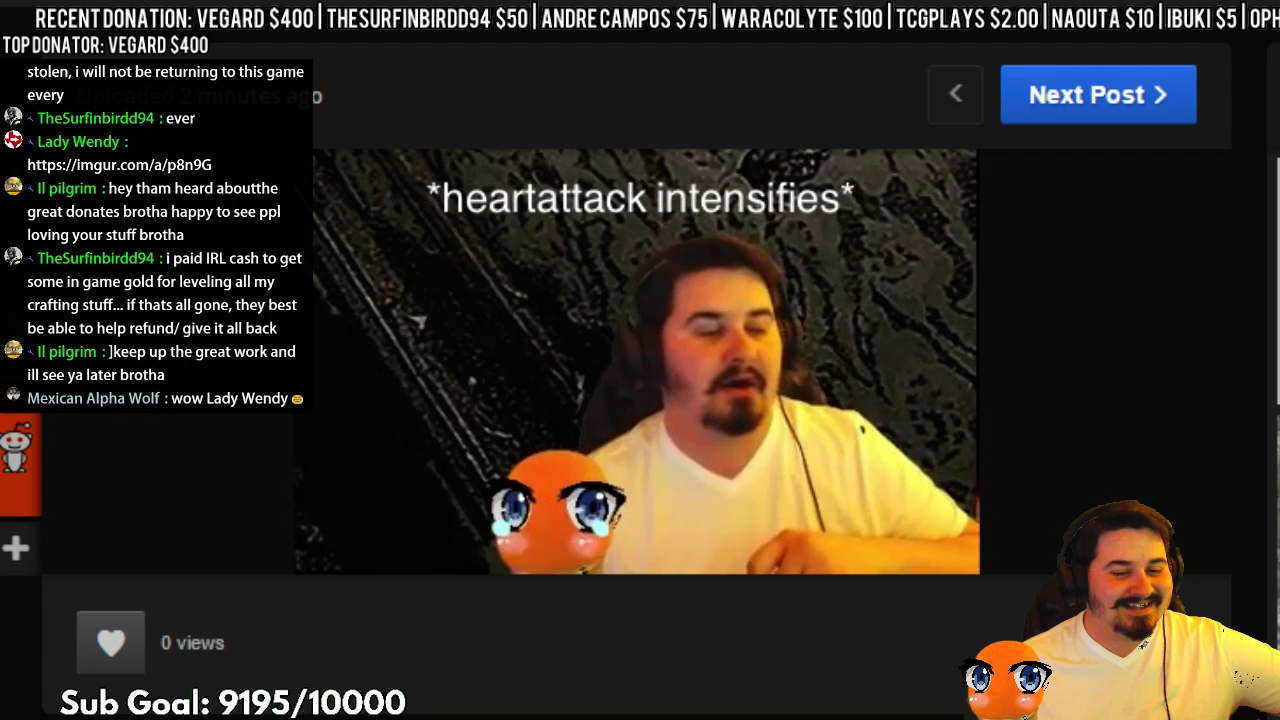 RECENT DONATION: VEGARD $400 | THESURFINBIRDD94 $50 | ANDRE CAMPOS $75 | WARACOLYTE $100 | TCGPLAYS $2.00 | NAOUTA $10 | IBUKI $5 | OPH
TOP DONATOR: VEGARD $400
stolen, i will not be returning to this game
every
Uploaded 2 minutes ago
Next Post
TheSurfinbirdd94 : ever
Lady Wendy :
https://imgur.com/a/p8n9G
Il pilgrim : hey tham heard aboutthe
great donates brotha happy to see ppl
loving your stuff brotha
TheSurfinbirdd94 : i paid IRL cash to get
some in game gold for leveling all my
crafting stuff... if thats all gone, they best
be able to help refund/ give it all back
Il pilgrim : ]keep up the great work and
ill see ya later brotha
Mexican Alpha Wolf : wow Lady Wendy
*heartattack intensifies*
0 views
Sub Goal: 9195/10000